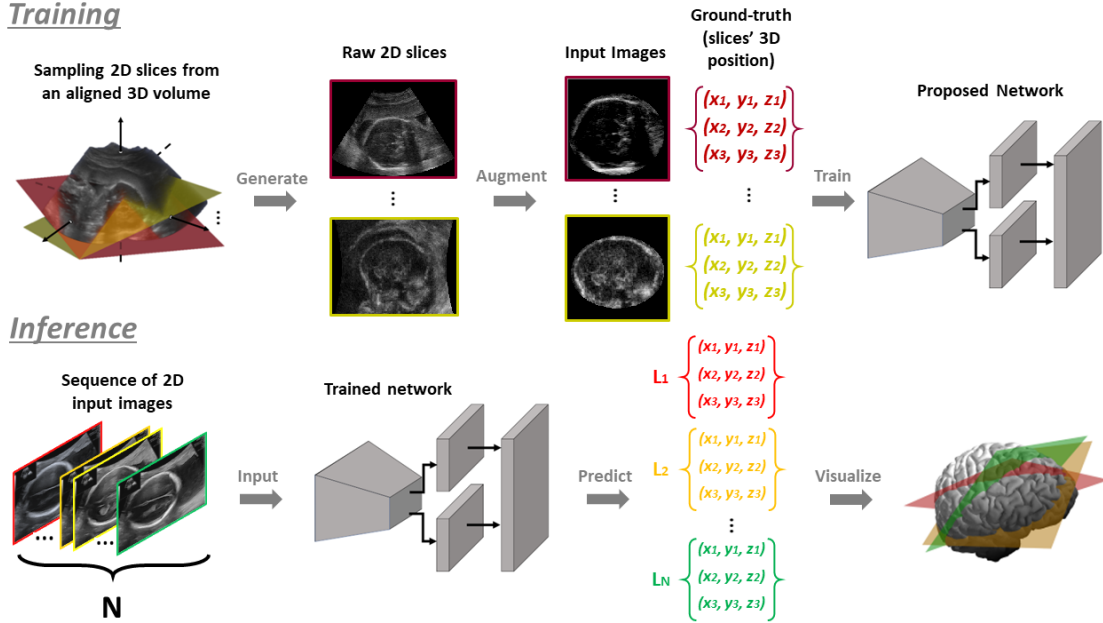 Training
Sampling 2D slices from
an aligned 3D volume
Generate
Raw 2D slices
Augment
Input Images
Ground-truth
(slices' 3D
position)
(x1, y1, z1)
(x2, y2, z2)
(x3, y3, z3)
(x1, y1, z1)
(x2, y2, z2)
(x3, y3, z3)
Train
Proposed Network
Inference
Sequence of 2D
input images
N
Input
Trained network
Predict
L1
(x1, y1, z1)
(x2, y2, z2)
(x3, y3, z3)
L2
(x1, y1, z1)
(x2, y2, z2)
(x3, y3, z3)
LN
(x1, y1, z1)
(x2, y2, z2)
(x3, y3, z3)
Visualize